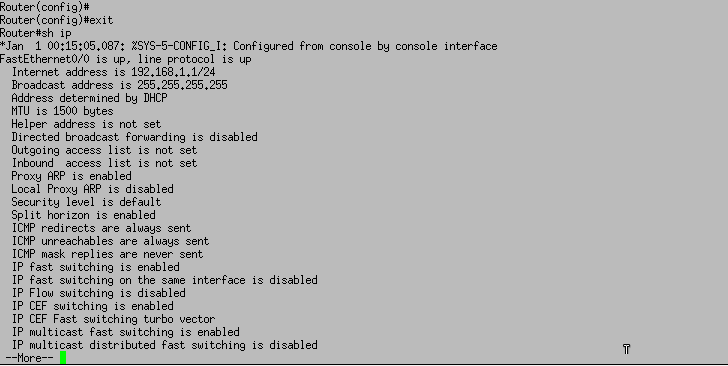 Router(config)#
Router(config)#exit
Router#sh ip
*Jan  1 00:15:05.087: %SYS-5-CONFIG_I: Configured from console by console interface
FastEthernet0/0 is up, line protocol is up
  Internet address is 192.168.1.1/24
  Broadcast address is 255.255.255.255
  Address determined by DHCP
  MTU is 1500 bytes
  Helper address is not set
  Directed broadcast forwarding is disabled
  Outgoing access list is not set
  Inbound  access list is not set
  Proxy ARP is enabled
  Local Proxy ARP is disabled
  Security level is default
  Split horizon is enabled
  ICMP redirects are always sent
  ICMP unreachables are always sent
  ICMP mask replies are never sent
  IP fast switching is enabled
  IP fast switching on the same interface is disabled
  IP Flow switching is disabled
  IP CEF switching is enabled
  IP CEF Fast switching turbo vector
  IP multicast fast switching is enabled
  IP multicast distributed fast switching is disabled
 --More--